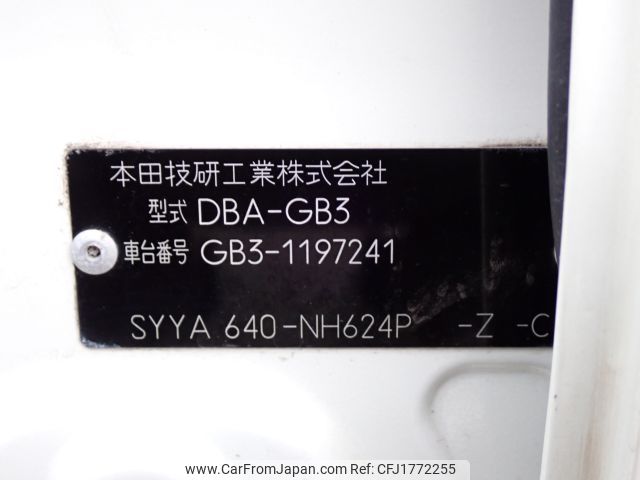 本田技研工業株式会社
型式 DBA-GB3
車台番号 GB3-1197241
SYYA 640-NH624P -Z -C
www.CarFromJapan.com Copyright© CFJ1772255